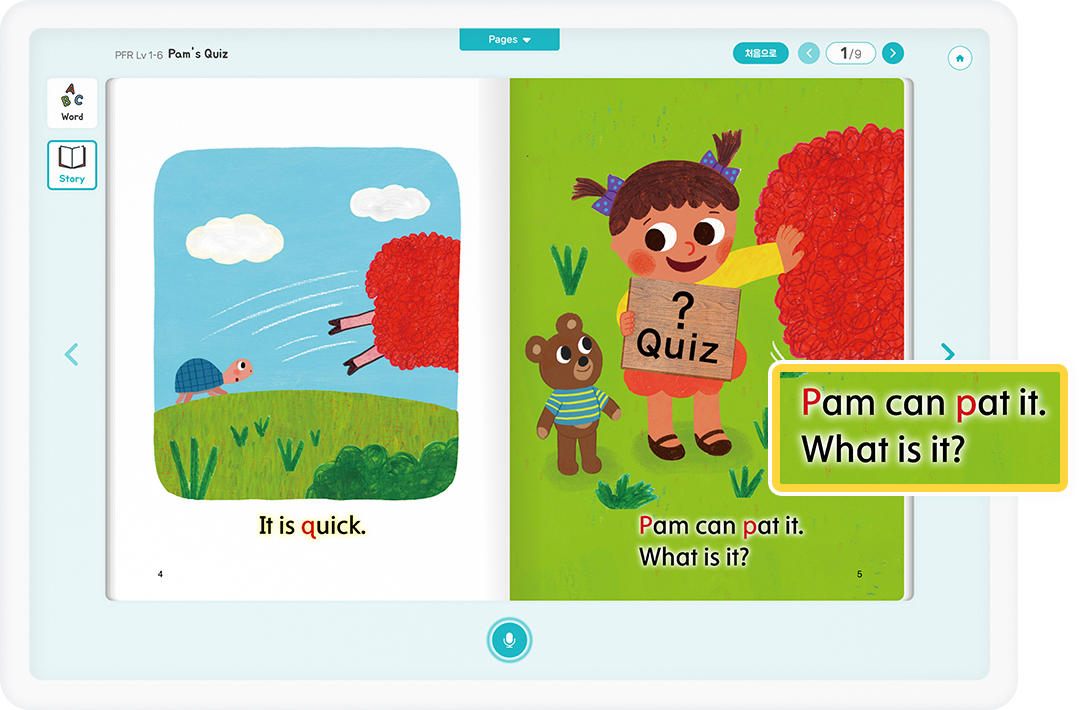 PFR Lv 1-6 Pam's Quiz
Pages
처음으로
1/9
A
B C
Word
Story
? 
Quiz
It is quick.
4
Pam can pat it.
What is it?
5
Pam can pat it.
What is it?